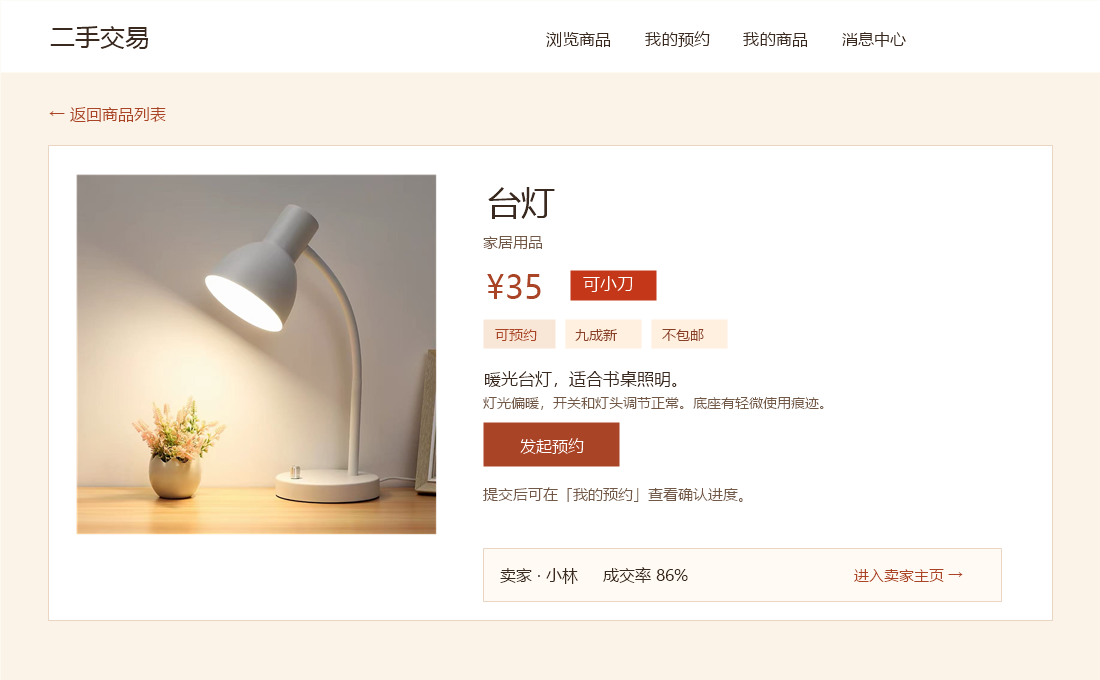 二手交易
浏览商品 我的预约 我的商品 消息中心
← 返回商品列表
台灯
家居用品
¥35 可小刀
可预约 九成新 不包邮
暖光台灯，适合书桌照明。
灯光偏暖，开关和灯头调节正常。底座有轻微使用痕迹。
发起预约
提交后可在「我的预约」查看确认进度。
卖家 · 小林 成交率 86% 进入卖家主页 →